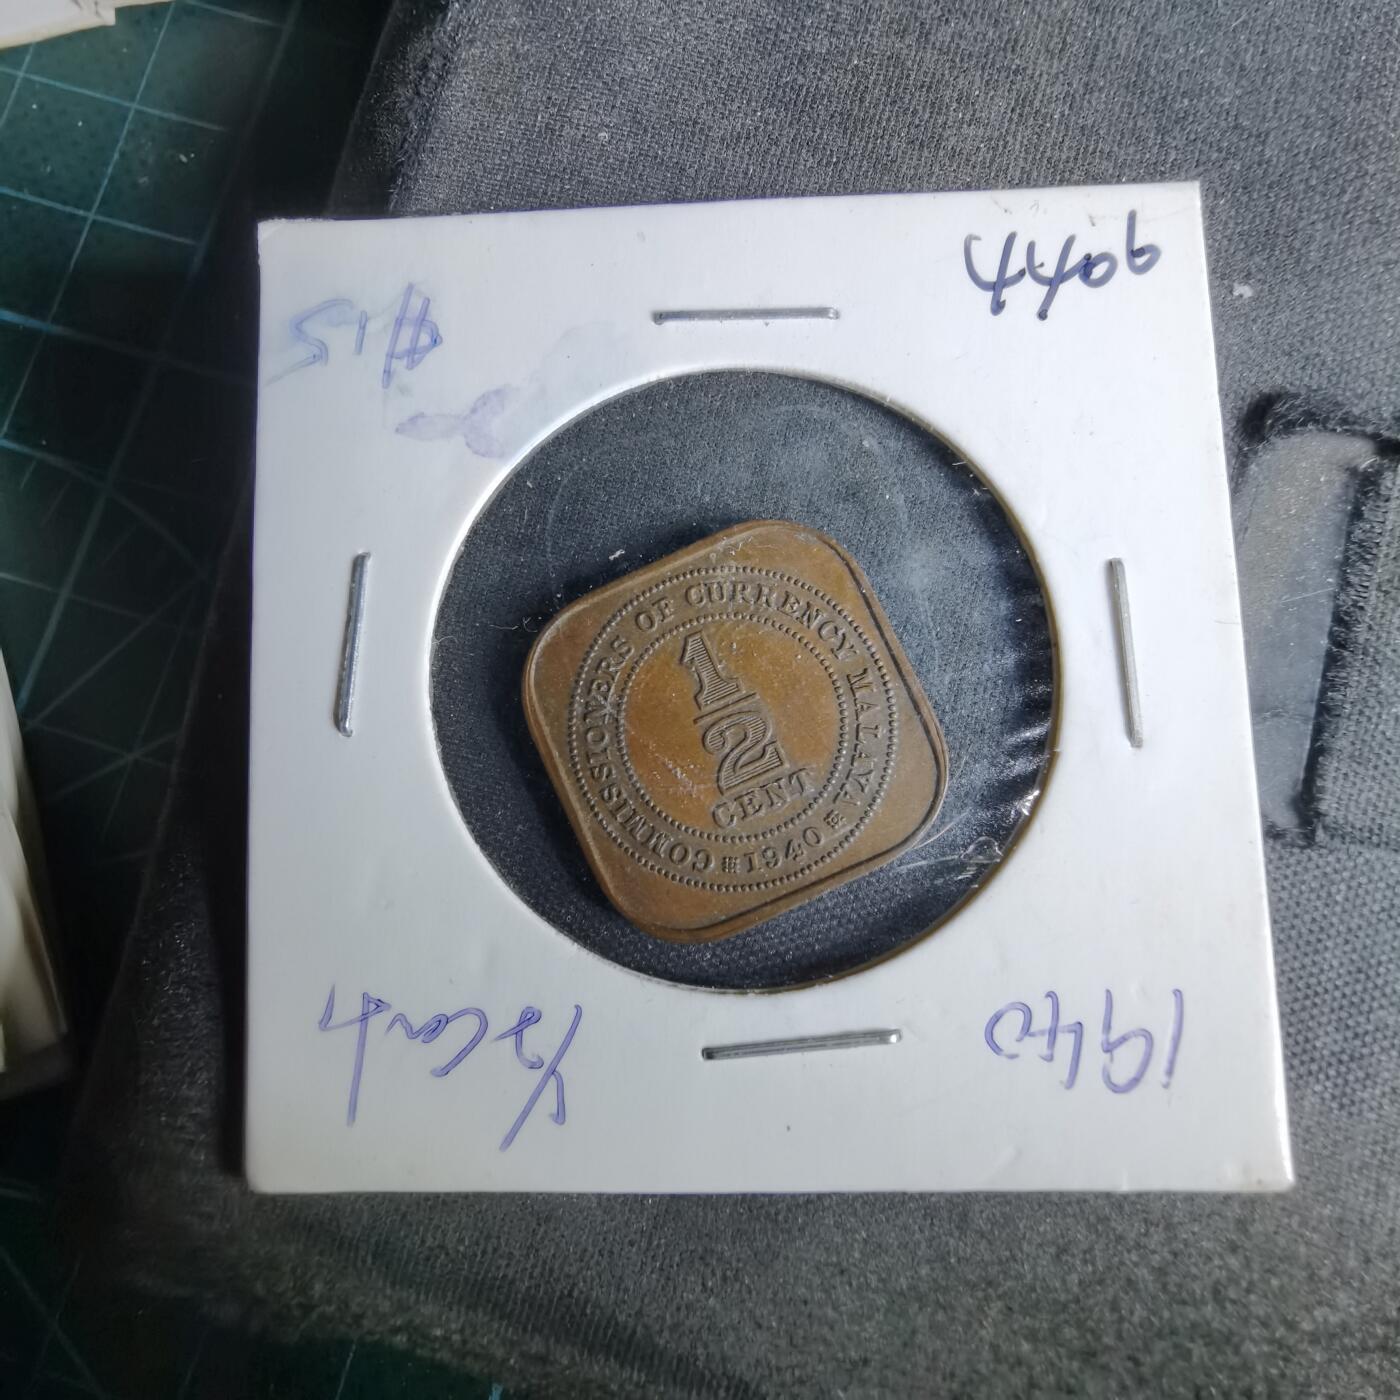 4406
$15
COMMISSIONERS OF CURRENCY MALAYA
1/2
CENT
1940
1940
1/2 Cent